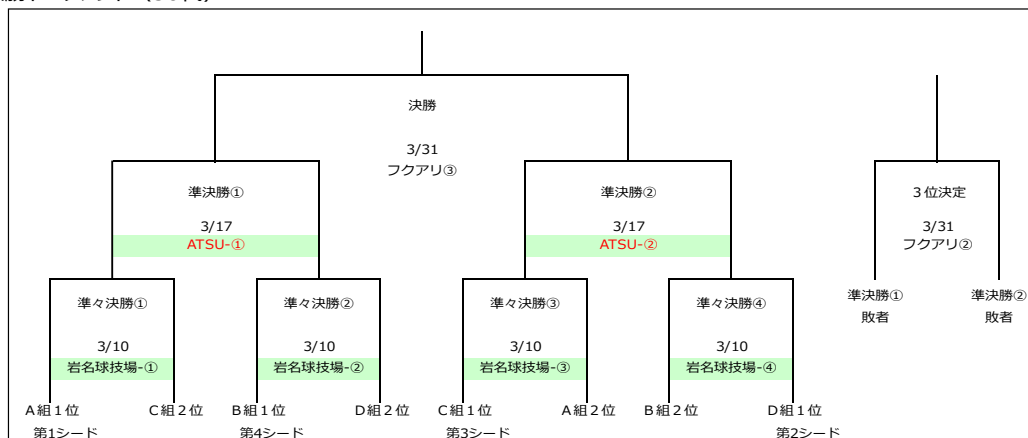 決勝
3/31
フクアリ③
準決勝①
3/17
ATSU-①
準決勝②
3/17
ATSU-②
３位決定
3/31
フクアリ②
準決勝①
敗者
準決勝②
敗者
準々決勝①
3/10
岩名球技場-①
準々決勝②
3/10
岩名球技場-②
準々決勝③
3/10
岩名球技場-③
準々決勝④
3/10
岩名球技場-④
A組１位
第1シード
C組２位
B組１位
第4シード
D組２位
C組１位
第3シード
A組２位
B組２位
D組１位
第2シード